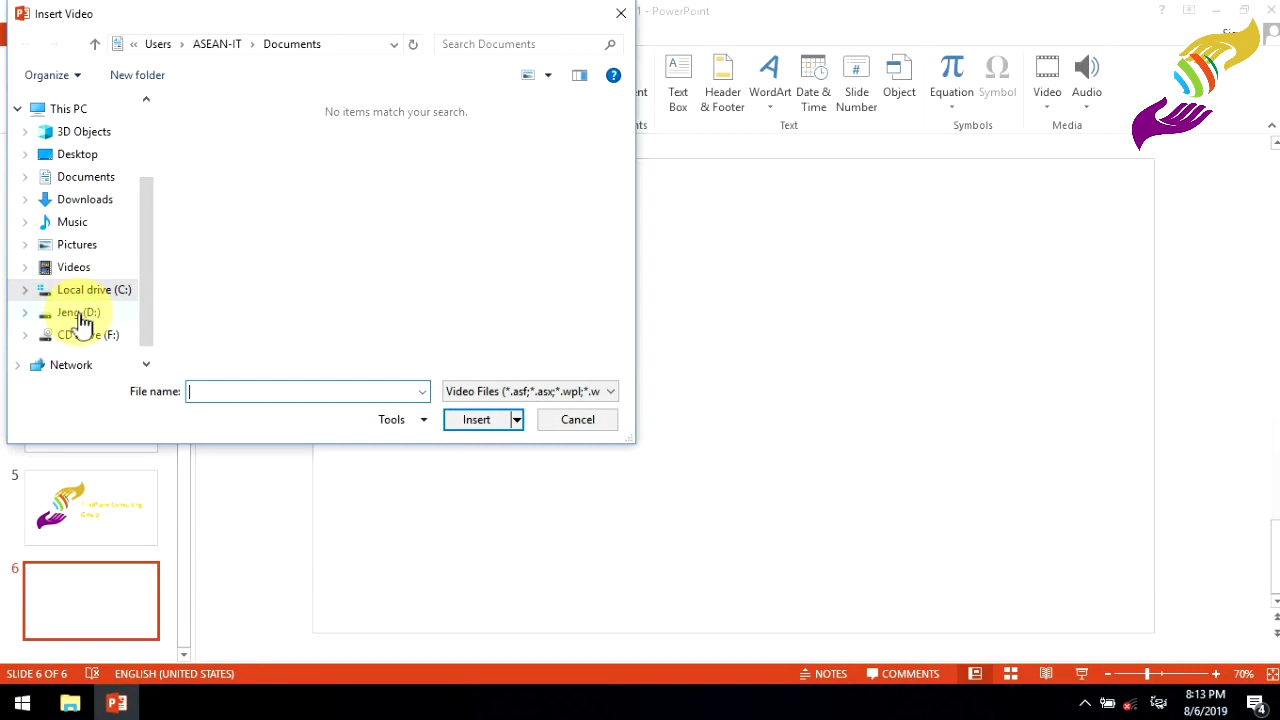 Insert Video
1 - PowerPoint
?
Users
ASEAN-IT
Documents
Search Documents
Organize
New folder
This PC
3D Objects
Desktop
Documents
Downloads
Music
Pictures
Videos
Local drive (C:)
(D:)
(F:)
Network
No items match your search.
File name:
Video Files (*.asf;*.asx;*.wpl;*.w
Tools
Insert
Cancel
Text Box
Header & Footer
WordArt
Date & Time
Slide Number
Object
Equation
Symbol
Video
Audio
Text
Symbols
Media
5
Group
6
SLIDE 6 OF 6
ENGLISH (UNITED STATES)
NOTES
COMMENTS
70%
8:13 PM
8/6/2019
4